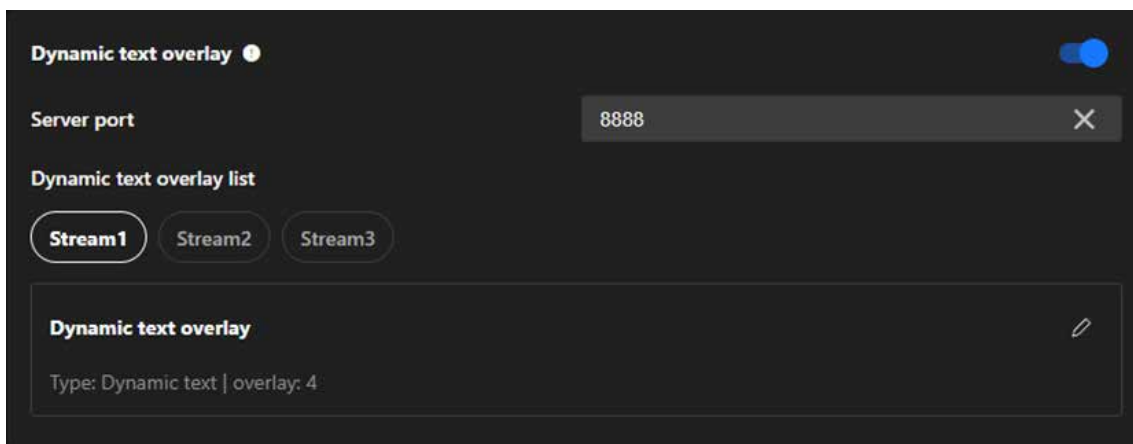 Dynamic text overlay
Server port 8888
Dynamic text overlay list
Stream1 Stream2 Stream3
Dynamic text overlay
Type: Dynamic text | overlay: 4